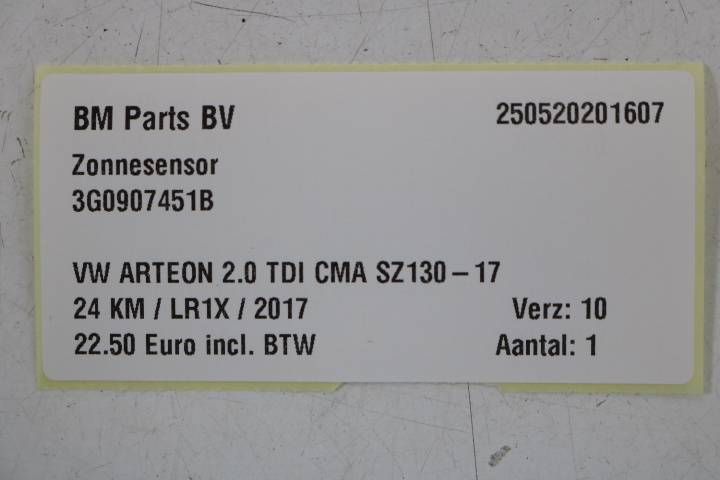 BM Parts BV 250520201607
Zonnesensor
3G0907451B
VW ARTEON 2.0 TDI CMA SZ130 – 17
24 KM / LR1X / 2017 Verz: 10
22.50 Euro incl. BTW Aantal: 1